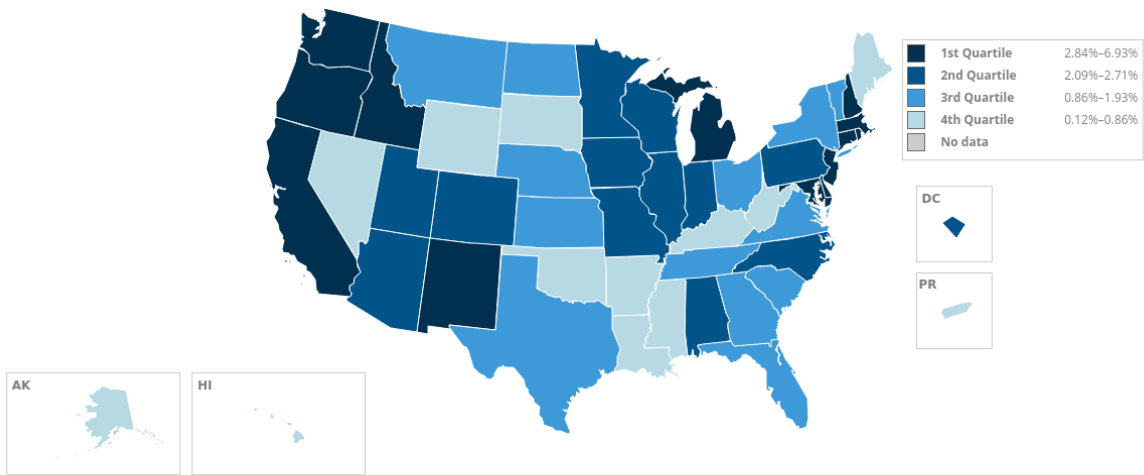 1st Quartile 2.84%–6.93%
2nd Quartile 2.09%–2.71%
3rd Quartile 0.86%–1.93%
4th Quartile 0.12%–0.86%
No data
DC
PR
AK
HI